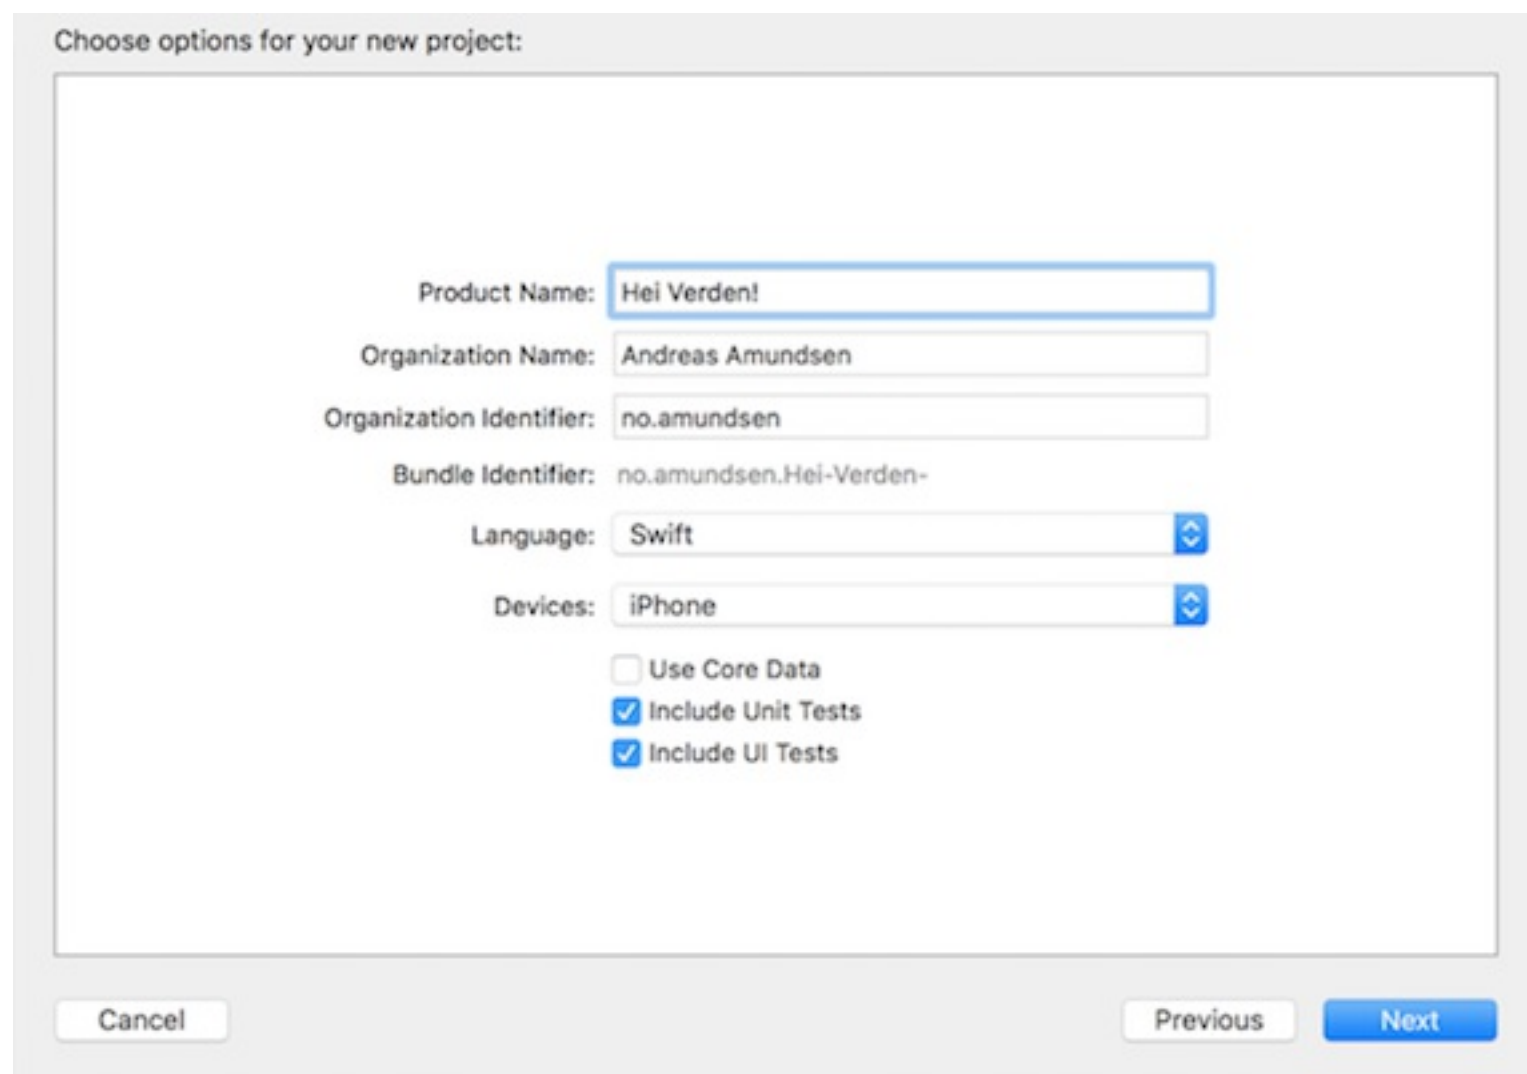 Choose options for your new project:
Product Name: Hei Verden!
Organization Name: Andreas Amundsen
Organization Identifier: no.amundsen
Bundle Identifier: no.amundsen.Hei-Verden-
Language: Swift
Devices: iPhone
Use Core Data
Include Unit Tests
Include UI Tests
Cancel Previous Next